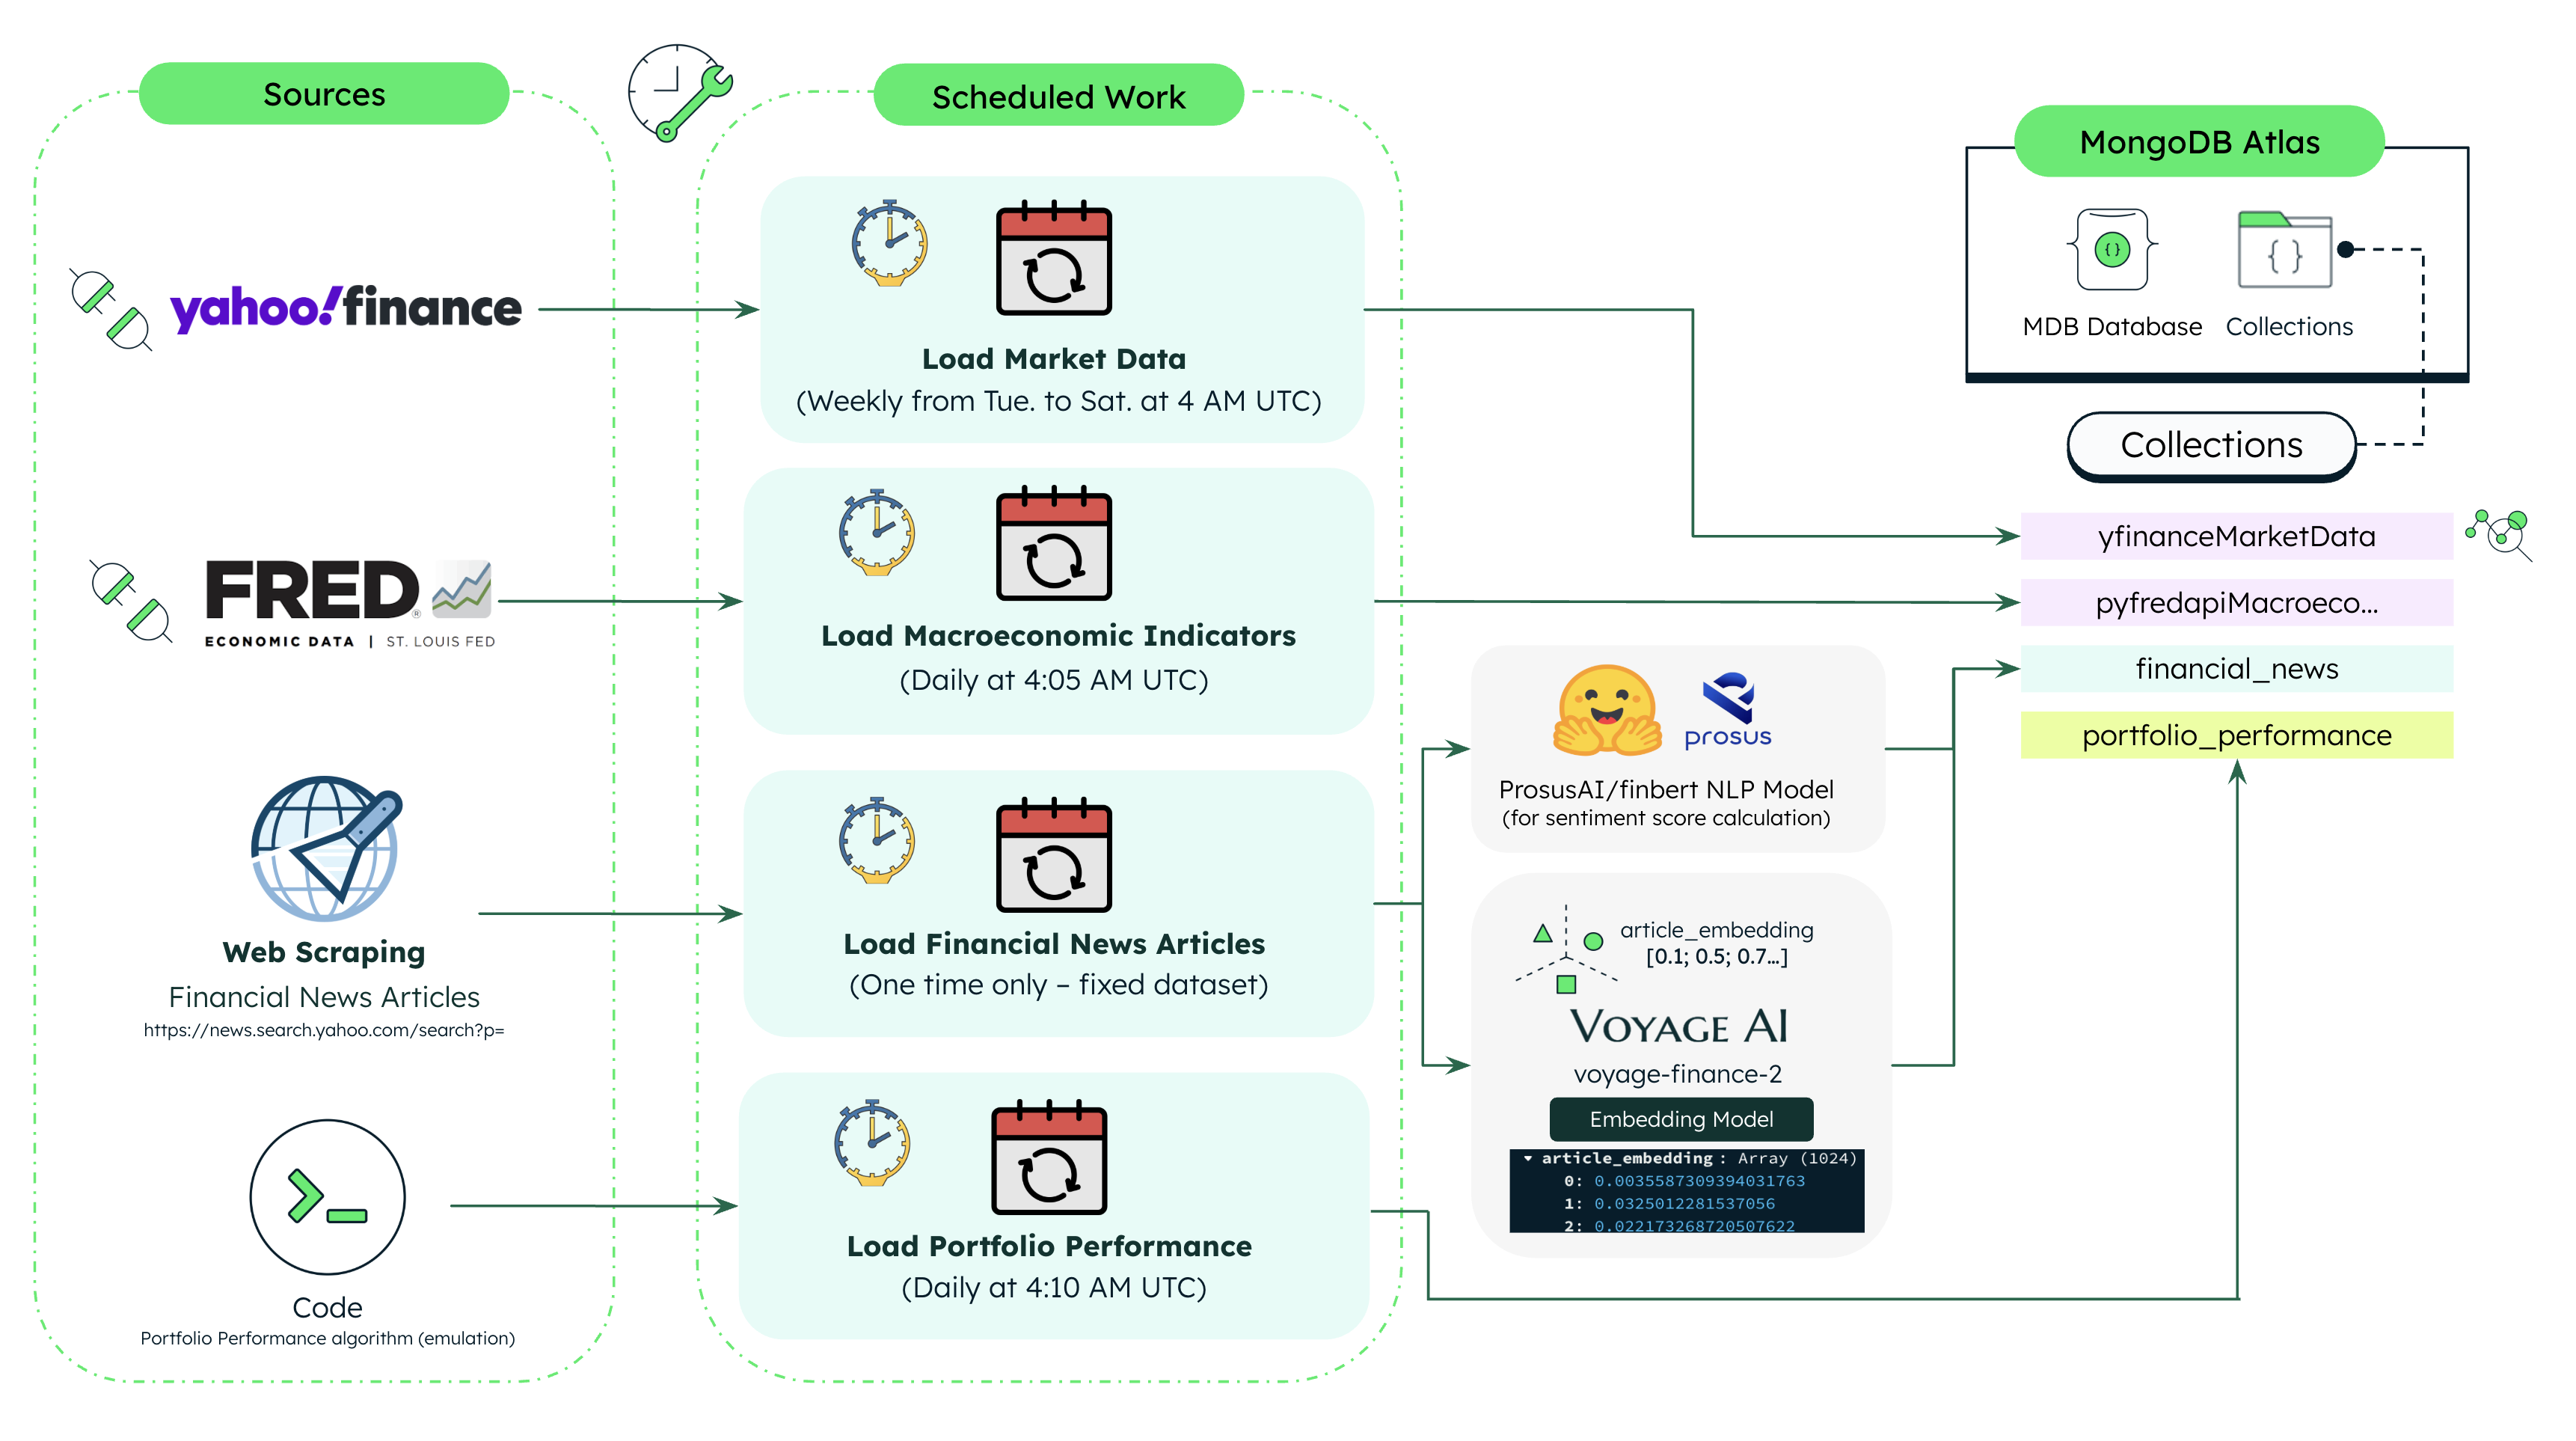 Sources
yahoo!finance
FRED®
ECONOMIC DATA | ST. LOUIS FED
Web Scraping
Financial News Articles
https://news.search.yahoo.com/search?p=
Code
Portfolio Performance algorithm (emulation)
Scheduled Work
Load Market Data
(Weekly from Tue. to Sat. at 4 AM UTC)
Load Macroeconomic Indicators
(Daily at 4:05 AM UTC)
Load Financial News Articles
(One time only – fixed dataset)
Load Portfolio Performance
(Daily at 4:10 AM UTC)
prosus
ProsusAI/finbert NLP Model
(for sentiment score calculation)
article_embedding
[0.1; 0.5; 0.7...]
VOYAGE AI
voyage-finance-2
Embedding Model
article_embedding : Array (1024)
0: 0.0035587309394031763
1: 0.0325012281537056
2: 0.022173268720507622
MongoDB Atlas
{ }
{ }
MDB Database
Collections
Collections
yfinanceMarketData
pyfredapiMacroeco...
financial_news
portfolio_performance